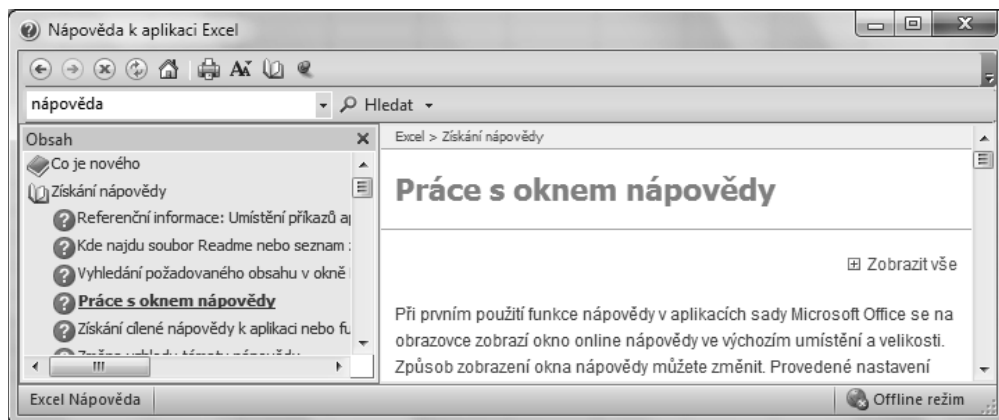 Nápověda k aplikaci Excel
nápověda
Hledat
Obsah
Co je nového
Získání nápovědy
Referenční informace: Umístění příkazů
Kde najdu soubor Readme nebo seznam
Vyhledání požadovaného obsahu v okně
Práce s oknem nápovědy
Získání cílené nápovědy k aplikaci nebo
Excel > Získání nápovědy
Práce s oknem nápovědy
Zobrazit vše
Při prvním použití funkce nápovědy v aplikacích sady Microsoft Office se na
obrazovce zobrazí okno online nápovědy ve výchozím umístění a velikosti.
Způsob zobrazení okna nápovědy můžete změnit. Provedené nastavení
Excel Nápověda
Offline režim